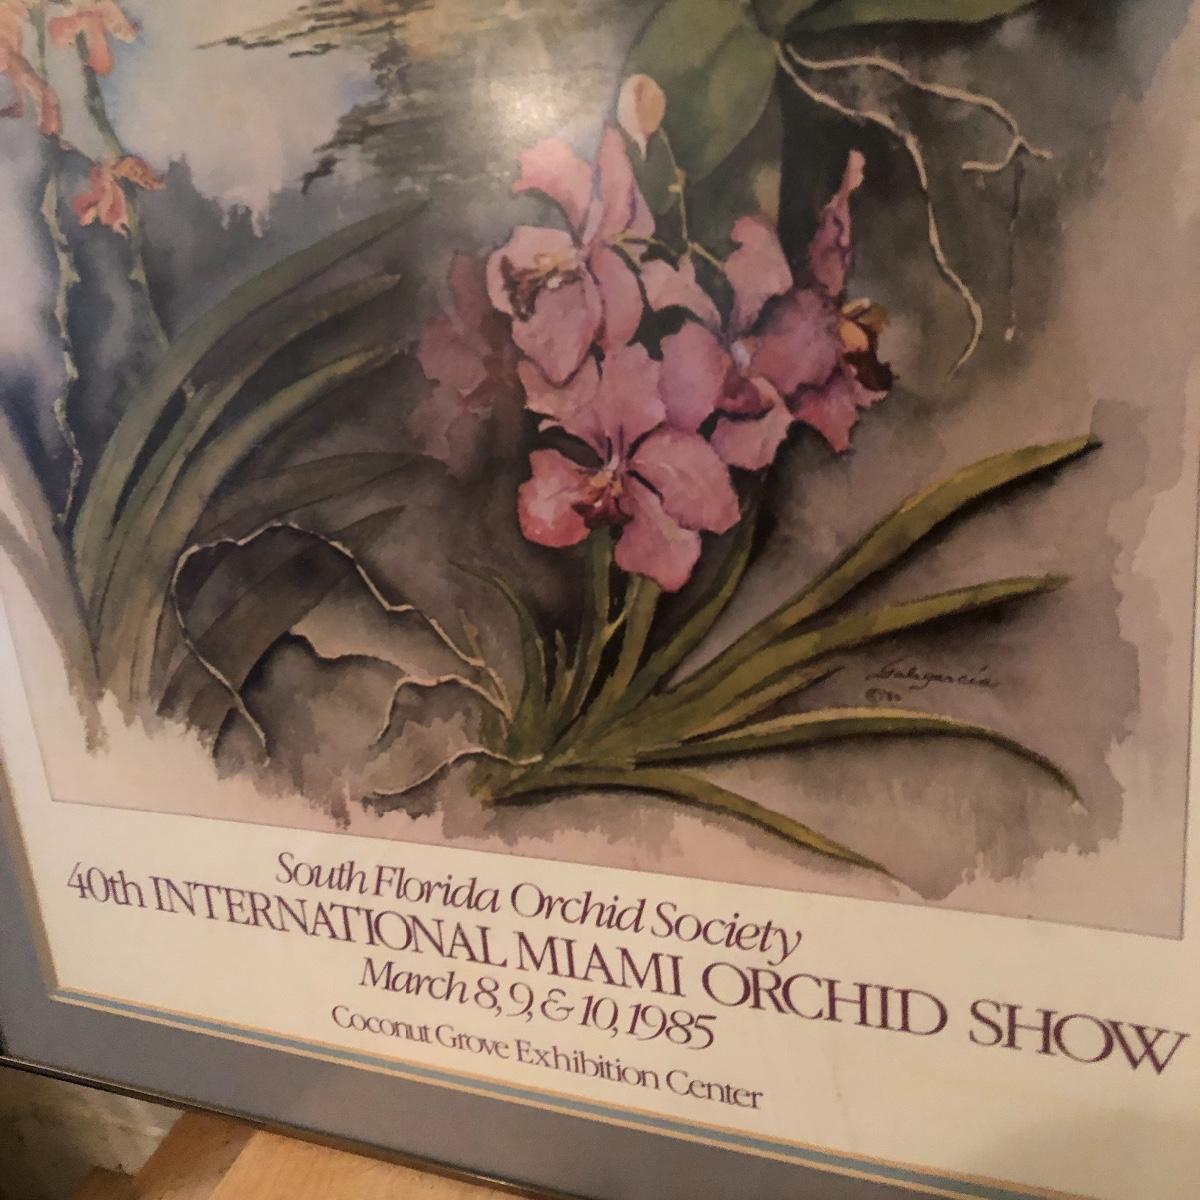 South Florida Orchid Society
40th INTERNATIONAL MIAMI ORCHID SHOW
March 8, 9, & 10, 1985
Coconut Grove Exhibition Center